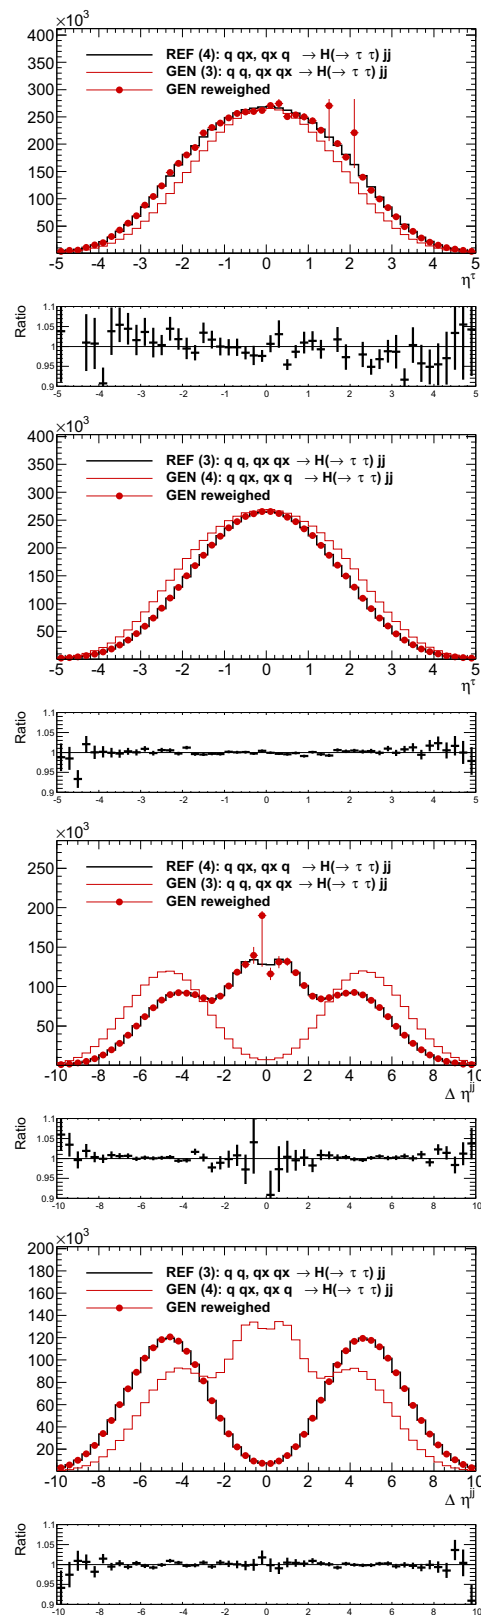 ×10³
400
350
300
250
200
150
100
50
REF (4): q qx, qx q → H(→ τ τ) jj
GEN (3): q q, qx qx → H(→ τ τ) jj
GEN reweighed
-5 -4 -3 -2 -1 0 1 2 3 4 5
η^τ
Ratio
1.1
1.05
1
0.95
0.9
-5 -4 -3 -2 -1 0 1 2 3 4 5
×10³
400
350
300
250
200
150
100
50
REF (3): q q, qx qx → H(→ τ τ) jj
GEN (4): q qx, qx q → H(→ τ τ) jj
GEN reweighed
-5 -4 -3 -2 -1 0 1 2 3 4 5
η^τ
Ratio
1.1
1.05
1
0.95
0.9
-5 -4 -3 -2 -1 0 1 2 3 4 5
×10³
250
200
150
100
50
REF (4): q qx, qx q → H(→ τ τ) jj
GEN (3): q q, qx qx → H(→ τ τ) jj
GEN reweighed
-10 -8 -6 -4 -2 0 2 4 6 8 10
Δ η^jj
Ratio
1.1
1.05
1
0.95
0.9
-10 -8 -6 -4 -2 0 2 4 6 8 10
×10³
200
180
160
140
120
100
80
60
40
20
REF (3): q q, qx qx → H(→ τ τ) jj
GEN (4): q qx, qx q → H(→ τ τ) jj
GEN reweighed
-10 -8 -6 -4 -2 0 2 4 6 8 10
Δ η^jj
Ratio
1.1
1.05
1
0.95
0.9
-10 -8 -6 -4 -2 0 2 4 6 8 10